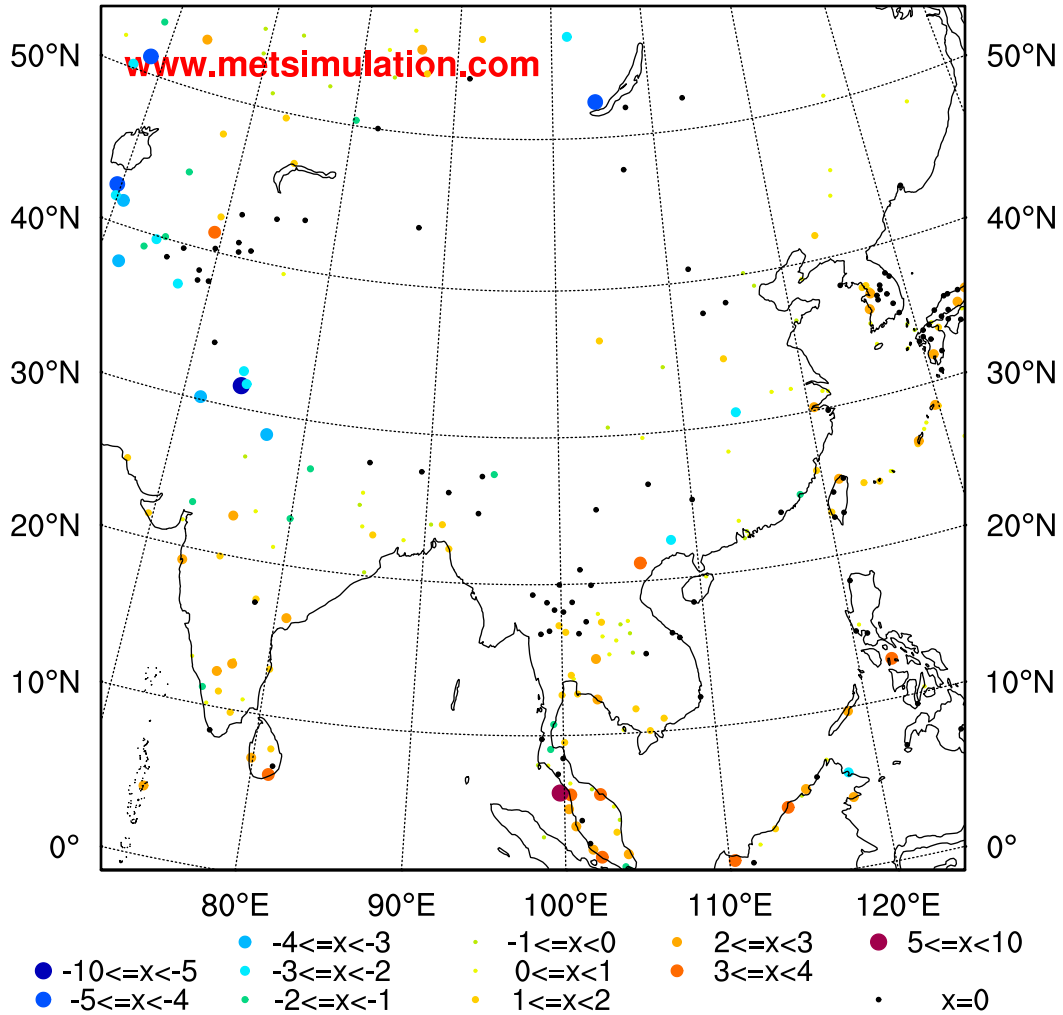 50°N 50°N
www.metsimulation.com
40°N 40°N
30°N 30°N
20°N 20°N
10°N 10°N
0° 0°
80°E 90°E 100°E 110°E 120°E
-4<=x<-3 -1<=x<0 2<=x<3 5<=x<10
-10<=x<-5 -3<=x<-2 0<=x<1 3<=x<4
-5<=x<-4 -2<=x<-1 1<=x<2 x=0